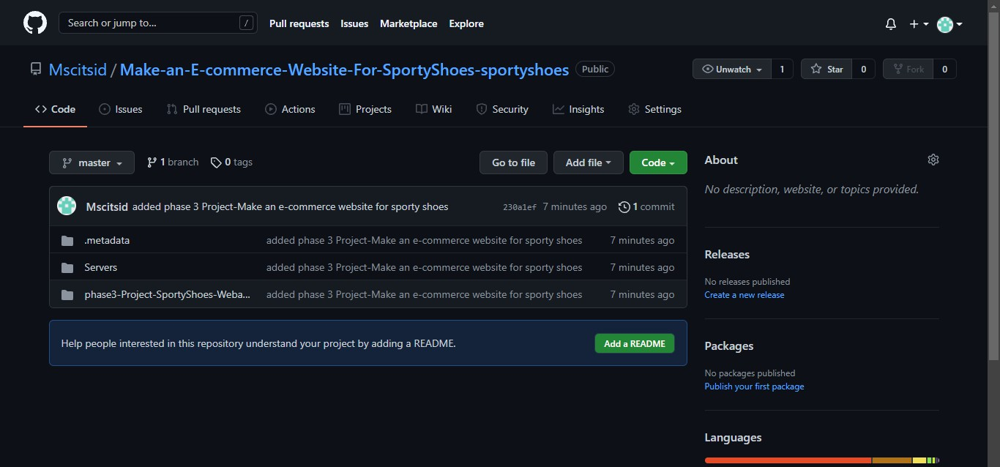 Search or jump to... / Pull requests Issues Marketplace Explore
Mscitsid / Make-an-E-commerce-Website-For-SportyShoes-sportyshoes Public Unwatch 1 Star 0 Fork 0
Code Issues Pull requests Actions Projects Wiki Security Insights Settings
master 1 branch 0 tags Go to file Add file Code
Mscitsid added phase 3 Project-Make an e-commerce website for sporty shoes 230a1ef 7 minutes ago 1 commit
.metadata added phase 3 Project-Make an e-commerce website for sporty shoes 7 minutes ago
Servers added phase 3 Project-Make an e-commerce website for sporty shoes 7 minutes ago
phase3-Project-SportyShoes-Weba... added phase 3 Project-Make an e-commerce website for sporty shoes 7 minutes ago
Help people interested in this repository understand your project by adding a README. Add a README
About
No description, website, or topics provided.
Releases
No releases published
Create a new release
Packages
No packages published
Publish your first package
Languages